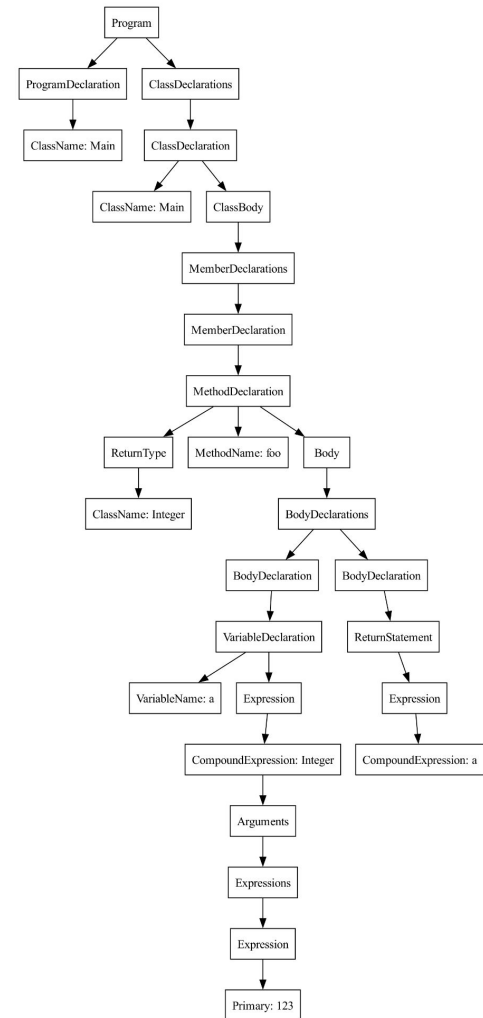 Program
ProgramDeclaration
ClassDeclarations
ClassName: Main
ClassDeclaration
ClassName: Main
ClassBody
MemberDeclarations
MemberDeclaration
MethodDeclaration
ReturnType
MethodName: foo
Body
ClassName: Integer
BodyDeclarations
BodyDeclaration
BodyDeclaration
VariableDeclaration
ReturnStatement
VariableName: a
Expression
Expression
CompoundExpression: Integer
CompoundExpression: a
Arguments
Expressions
Expression
Primary: 123